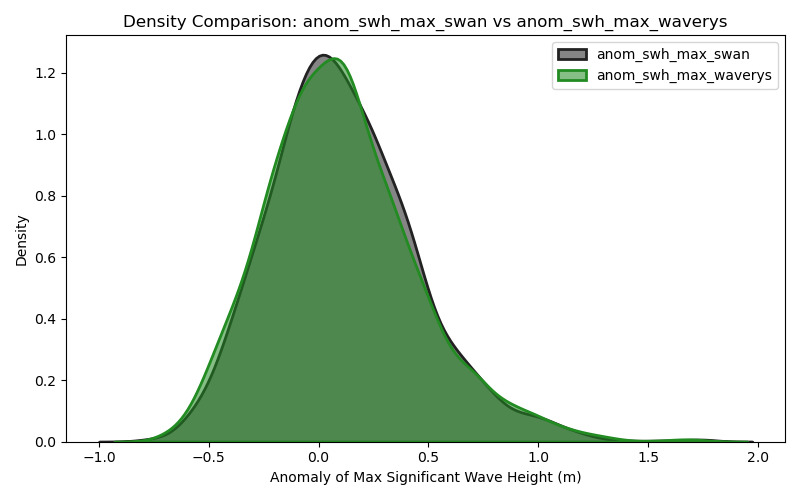 Density Comparison: anom_swh_max_swan vs anom_swh_max_waverys
anom_swh_max_swan
anom_swh_max_waverys
Density
1.2
1.0
0.8
0.6
0.4
0.2
0.0
−1.0 −0.5 0.0 0.5 1.0 1.5 2.0
Anomaly of Max Significant Wave Height (m)